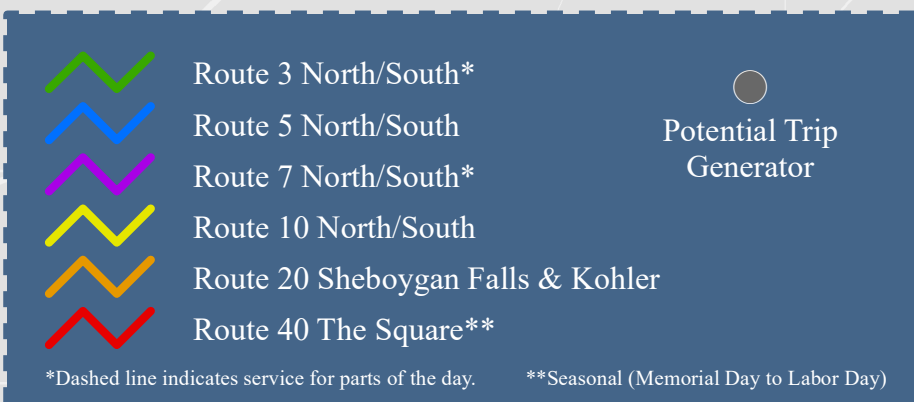 Route 3 North/South*
Route 5 North/South
Route 7 North/South*
Route 10 North/South
Route 20 Sheboygan Falls & Kohler
Route 40 The Square**
Potential Trip
Generator
*Dashed line indicates service for parts of the day.
**Seasonal (Memorial Day to Labor Day)